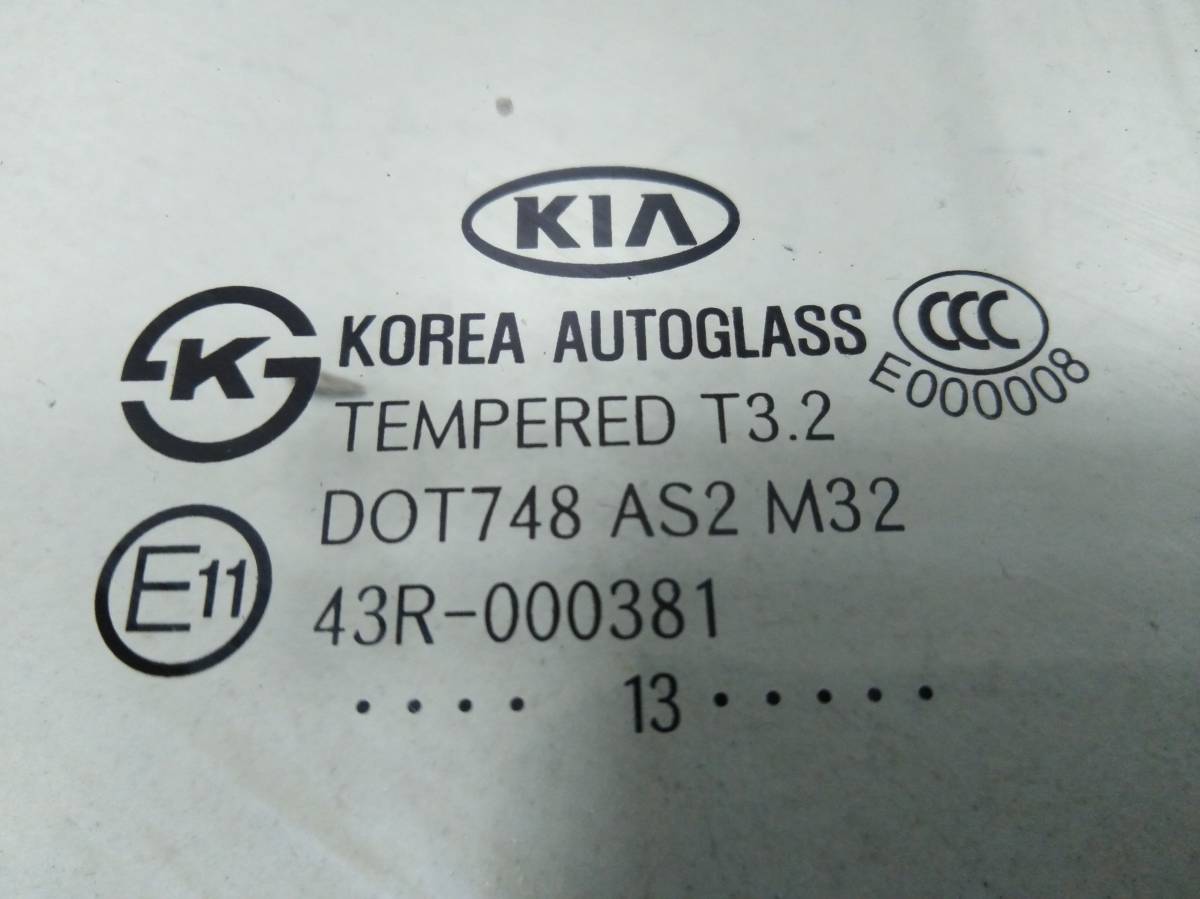 KIA
K
KOREA AUTOGLASS
CCC
E000008
TEMPERED T3.2
DOT748 AS2 M32
E11
43R-000381
.... 13.....